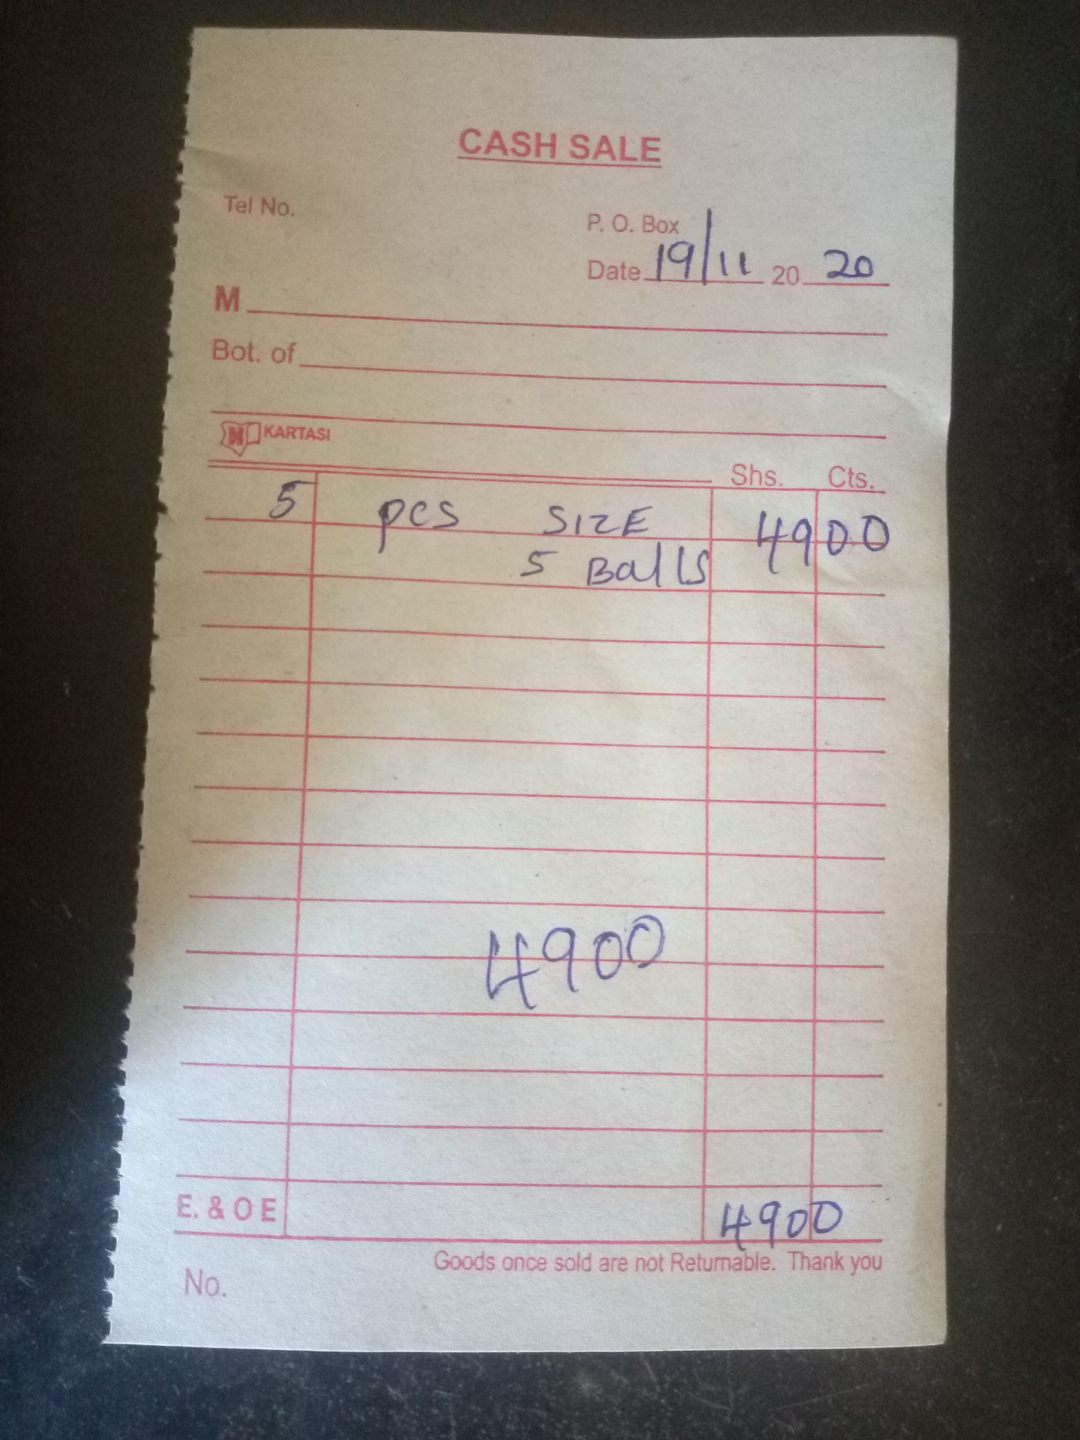 CASH SALE
Tel No.
P. O. Box
Date 19/11 20 20
M
Bot. of
KARTASI
Shs. Cts.
5 pcs SIZE 4900
5 Balls
4900
E. & O E 4900
Goods once sold are not Returnable. Thank you
No.